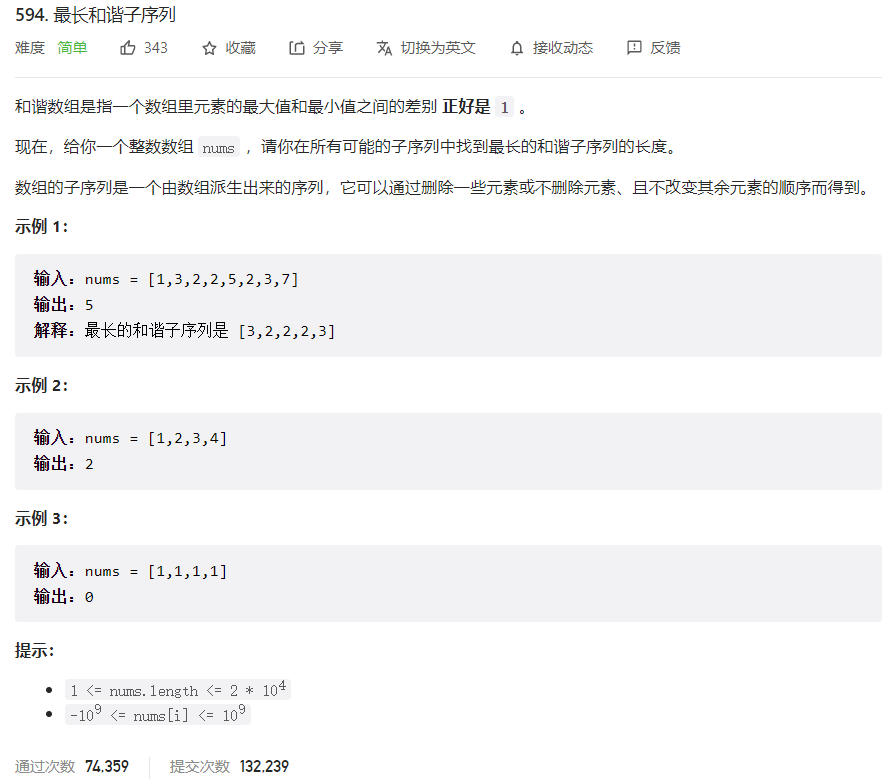 594. 最长和谐子序列
难度 简单 343 收藏 分享 切换为英文 接收动态 反馈
和谐数组是指一个数组里元素的最大值和最小值之间的差别 正好是 1 。
现在，给你一个整数数组 nums ，请你在所有可能的子序列中找到最长的和谐子序列的长度。
数组的子序列是一个由数组派生出来的序列，它可以通过删除一些元素或不删除元素、且不改变其余元素的顺序而得到。
示例 1：
输入：nums = [1,3,2,2,5,2,3,7]
输出：5
解释：最长的和谐子序列是 [3,2,2,2,3]
示例 2：
输入：nums = [1,2,3,4]
输出：2
示例 3：
输入：nums = [1,1,1,1]
输出：0
提示：
1 <= nums.length <= 2 * 10⁴
-10⁹ <= nums[i] <= 10⁹
通过次数 74,359 提交次数 132,239